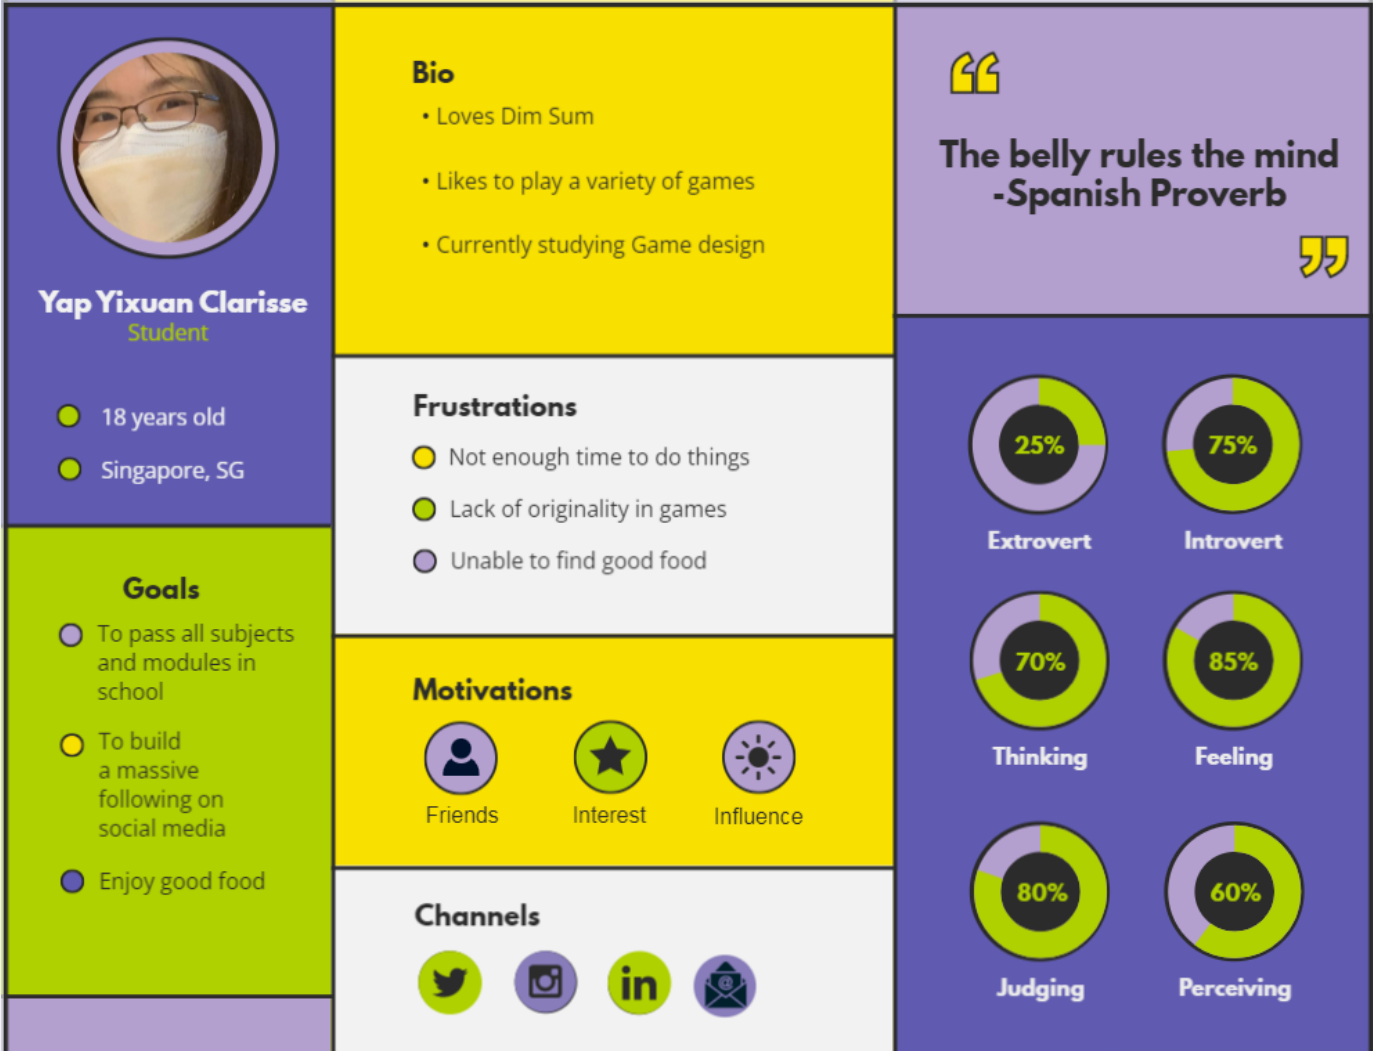 Yap Yixuan Clarisse
Student
18 years old
Singapore, SG
Goals
To pass all subjects
and modules in
school
To build
a massive
following on
social media
Enjoy good food
Bio
• Loves Dim Sum
• Likes to play a variety of games
• Currently studying Game design
Frustrations
Not enough time to do things
Lack of originality in games
Unable to find good food
Motivations
Friends
Interest
Influence
Channels
in
@
“
The belly rules the mind
-Spanish Proverb
”
25%
75%
Extrovert
Introvert
70%
85%
Thinking
Feeling
80%
60%
Judging
Perceiving